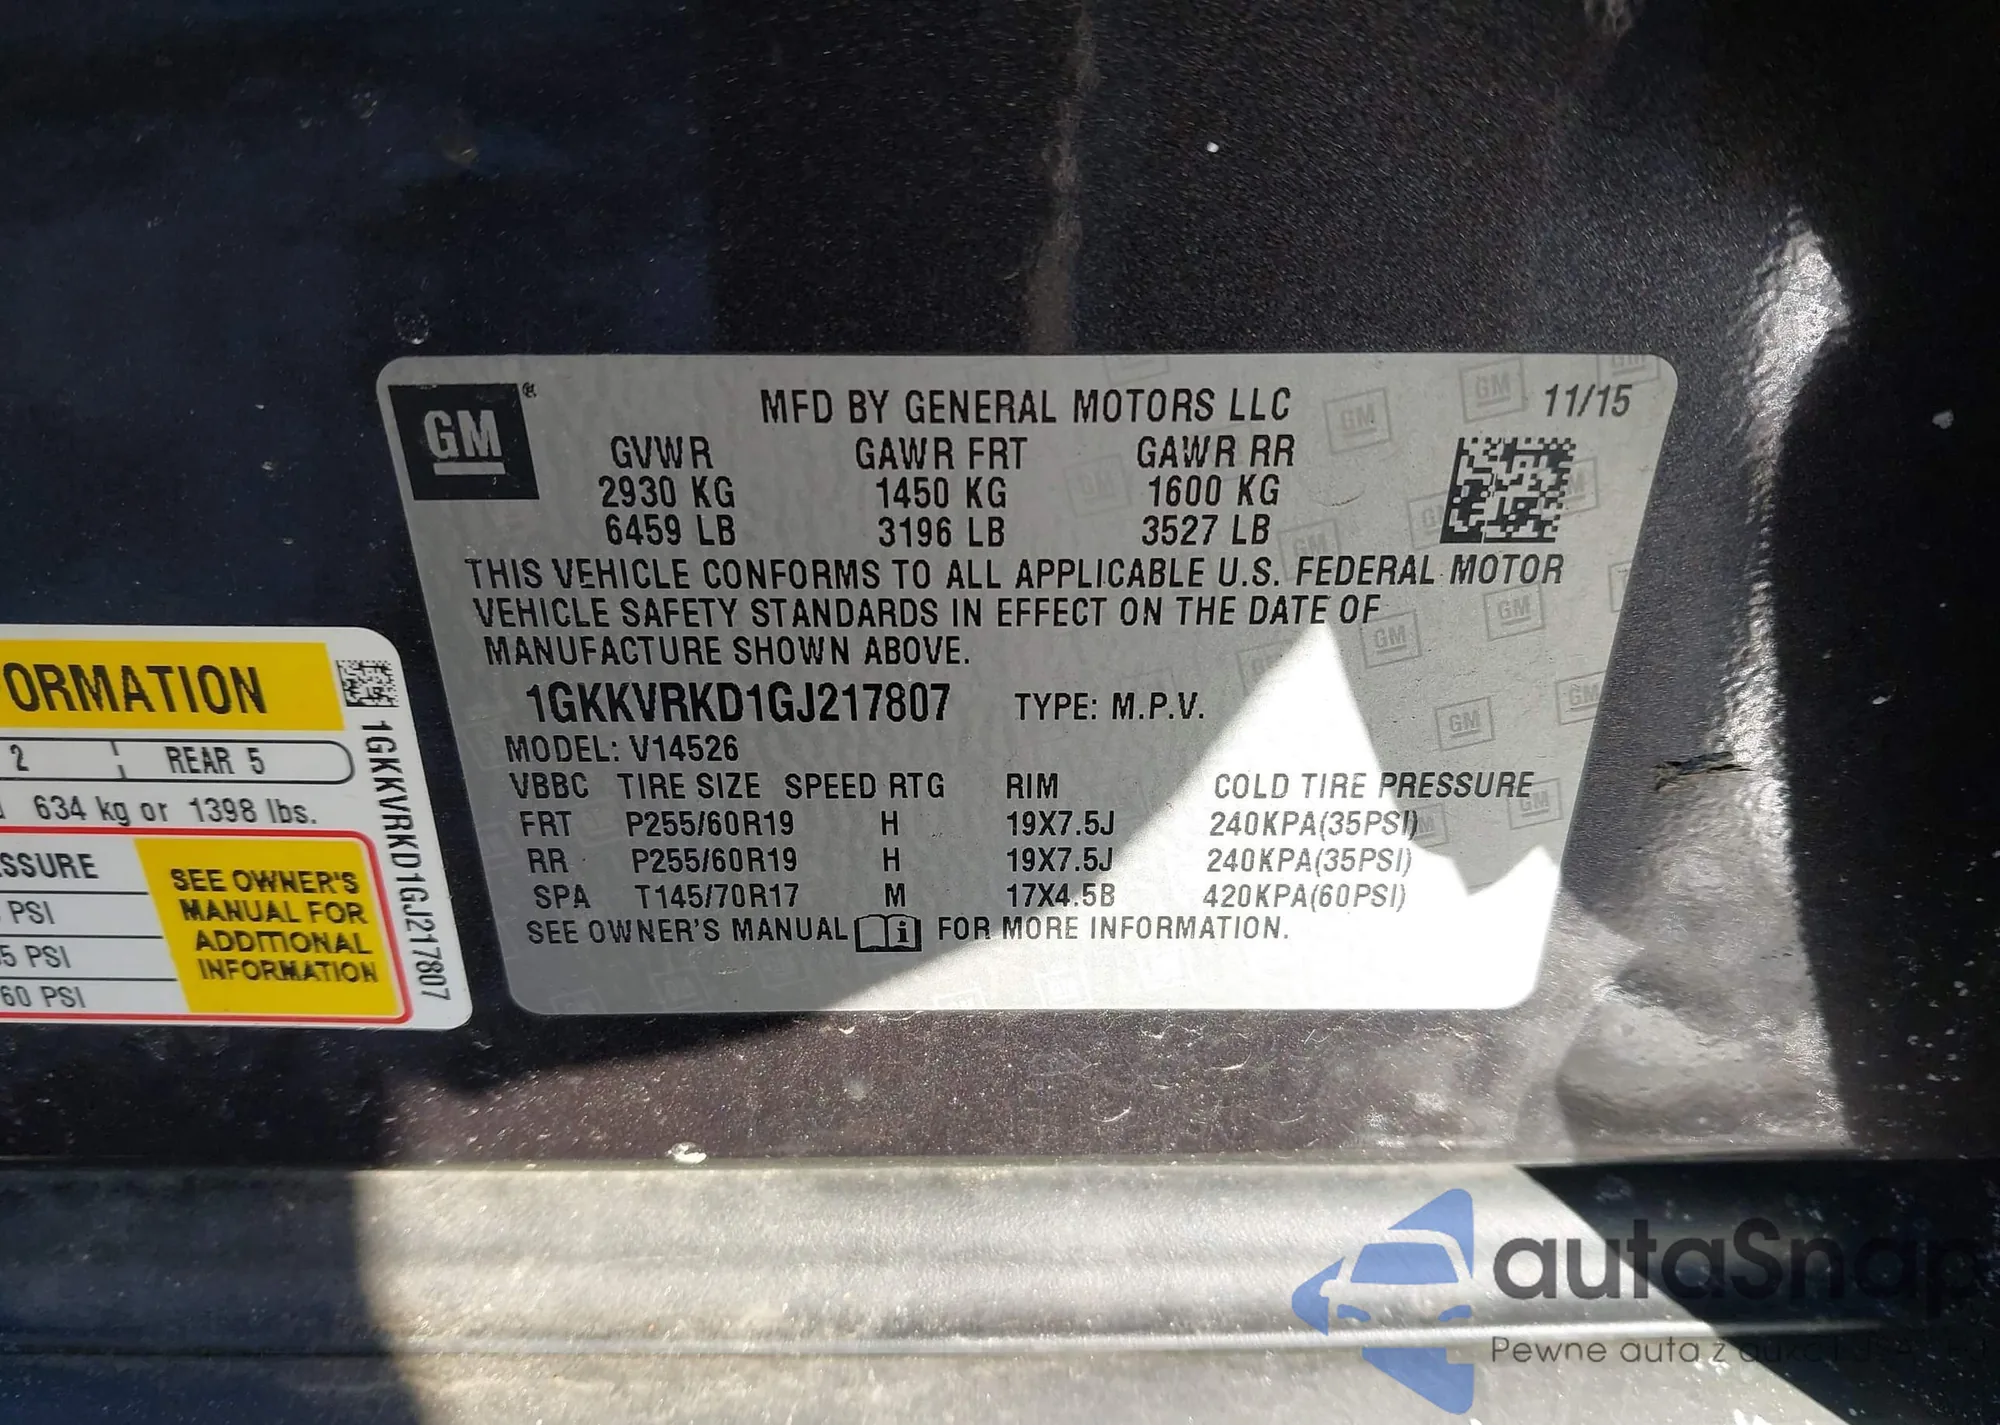 GM ®
MFD BY GENERAL MOTORS LLC 11/15
GVWR GAWR FRT GAWR RR
2930 KG 1450 KG 1600 KG
6459 LB 3196 LB 3527 LB
THIS VEHICLE CONFORMS TO ALL APPLICABLE U.S. FEDERAL MOTOR
VEHICLE SAFETY STANDARDS IN EFFECT ON THE DATE OF
MANUFACTURE SHOWN ABOVE.
1GKKVRKD1GJ217807 TYPE: M.P.V.
MODEL: V14526
VBBC TIRE SIZE SPEED RTG RIM COLD TIRE PRESSURE
FRT P255/60R19 H 19X7.5J 240KPA(35PSI)
RR P255/60R19 H 19X7.5J 240KPA(35PSI)
SPA T145/70R17 M 17X4.5B 420KPA(60PSI)
SEE OWNER'S MANUAL FOR MORE INFORMATION.
ORMATION
2 REAR 5
634 kg or 1398 lbs.
SSURE
PSI
5 PSI
60 PSI
SEE OWNER'S
MANUAL FOR
ADDITIONAL
INFORMATION
1GKKVRKD1GJ217807
autaSnap
Pewne auta z